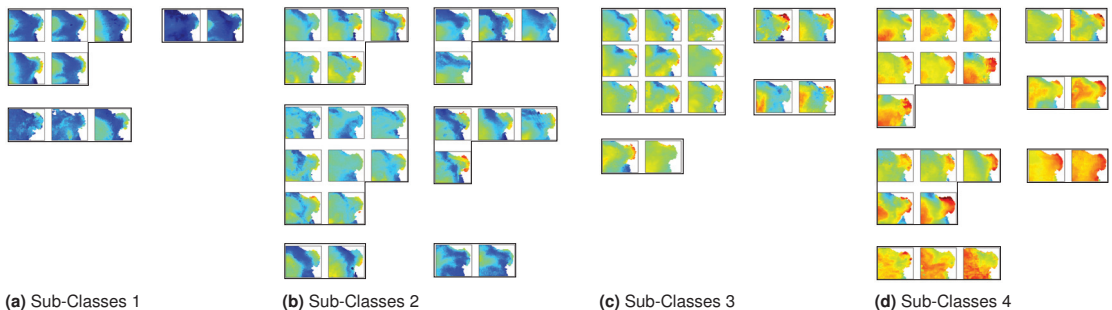 (a) Sub-Classes 1
(b) Sub-Classes 2
(c) Sub-Classes 3
(d) Sub-Classes 4